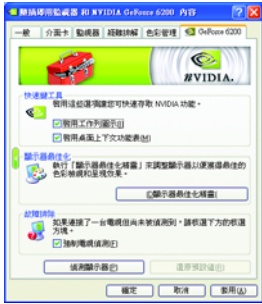 隨插即用監視器 和 NVIDIA GeForce 6200 內容
一般 介面卡 監視器 疑難排解 色彩管理 GeForce 6200
NVIDIA.
快速鍵工具
啟用這些選項讓您可快速存取 NVIDIA 功能。
啟用工作列圖示(I)
啟用桌面上下文功能表(M)
顯示器最佳化
執行「顯示器最佳化精靈」來調整顯示器以便獲得最佳的
色彩檢視和呈現效果。
顯示器最佳化精靈(
故障排除
如果連接了一台電視但尚未被偵測到,請核選下方的核選
方塊。
強制電視偵測(F)
偵測顯示器(P)
還原預設值(R)
確定 取消 套用(A)